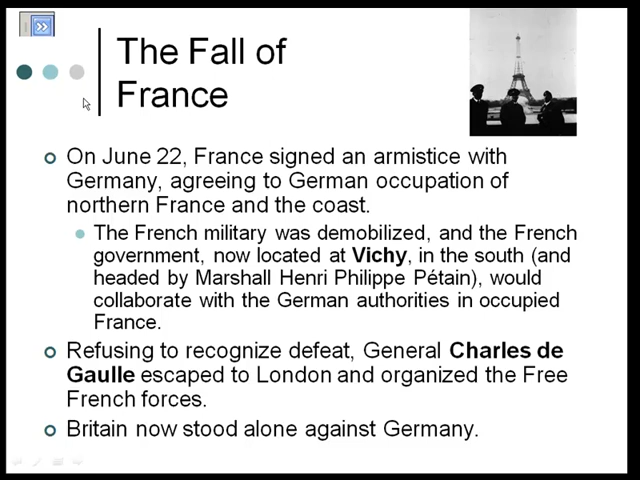 The Fall of
France
On June 22, France signed an armistice with
Germany, agreeing to German occupation of
northern France and the coast.
The French military was demobilized, and the French
government, now located at Vichy, in the south (and
headed by Marshall Henri Philippe Pétain), would
collaborate with the German authorities in occupied
France.
Refusing to recognize defeat, General Charles de
Gaulle escaped to London and organized the Free
French forces.
Britain now stood alone against Germany.